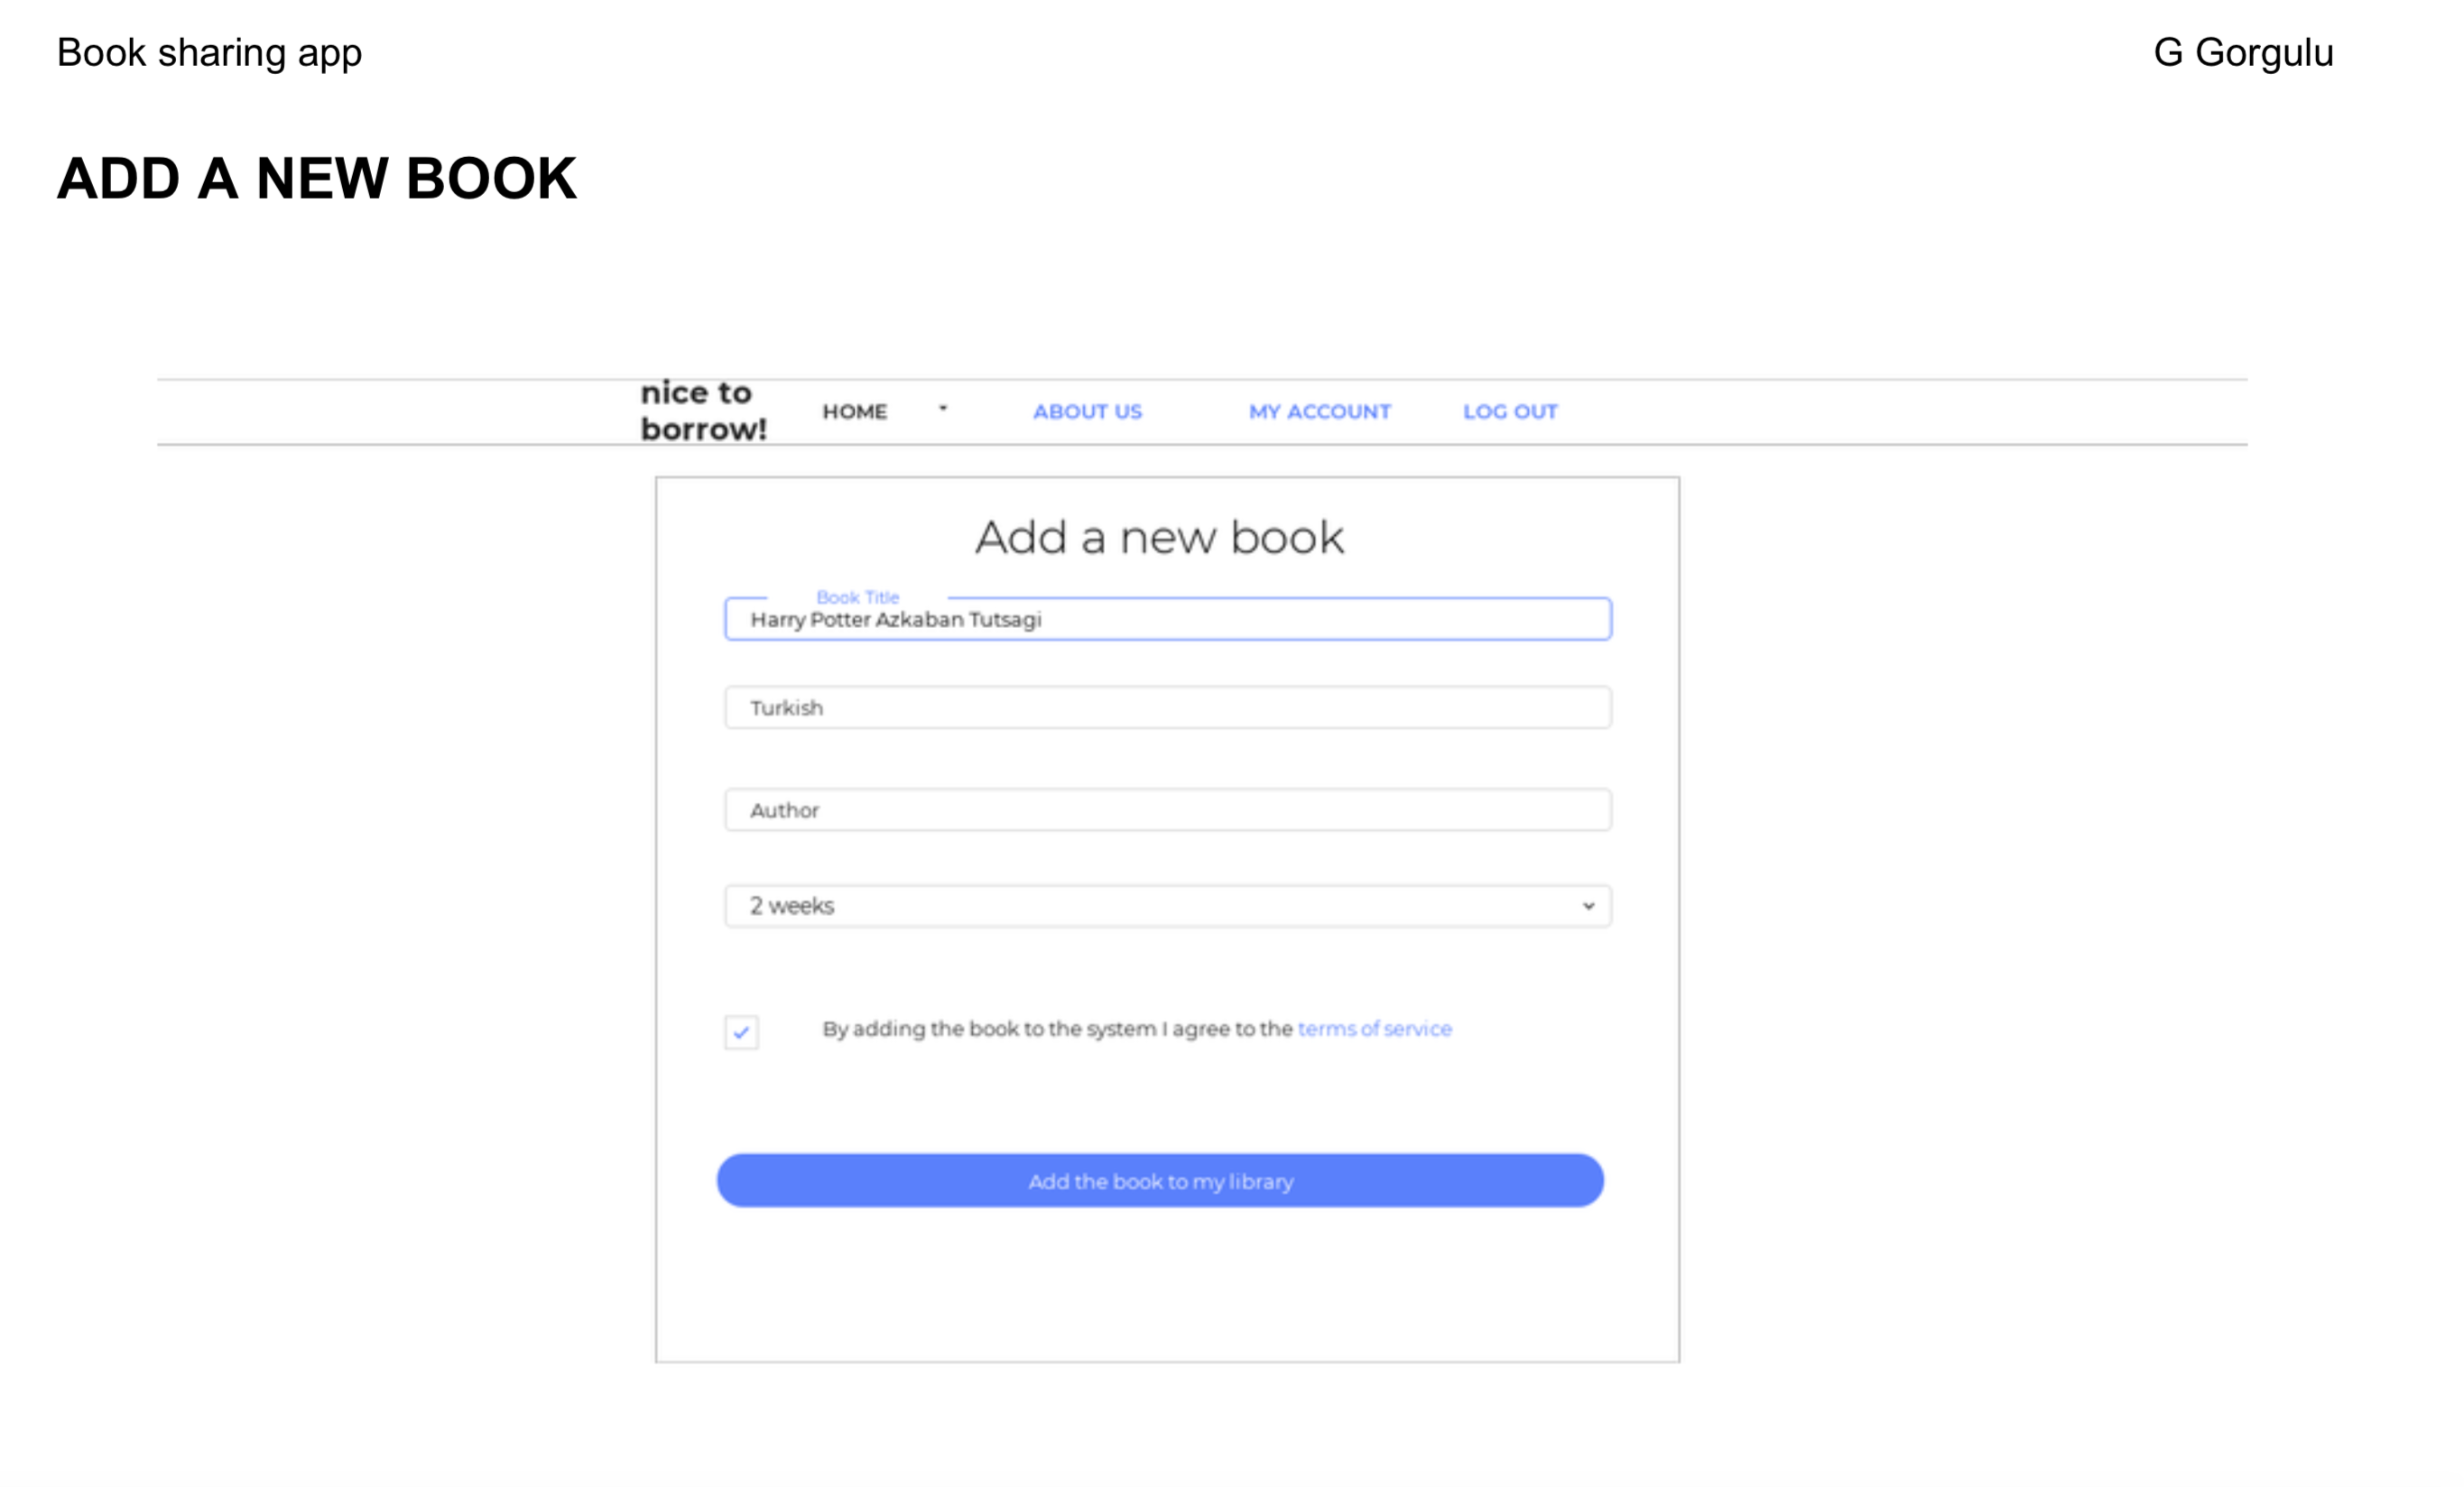 Book sharing app
G Gorgulu
ADD A NEW BOOK
nice to
borrow!
HOME
ABOUT US
MY ACCOUNT
LOG OUT
Add a new book
Book Title
Harry Potter Azkaban Tutsagi
Turkish
Author
2 weeks
By adding the book to the system I agree to the terms of service
Add the book to my library